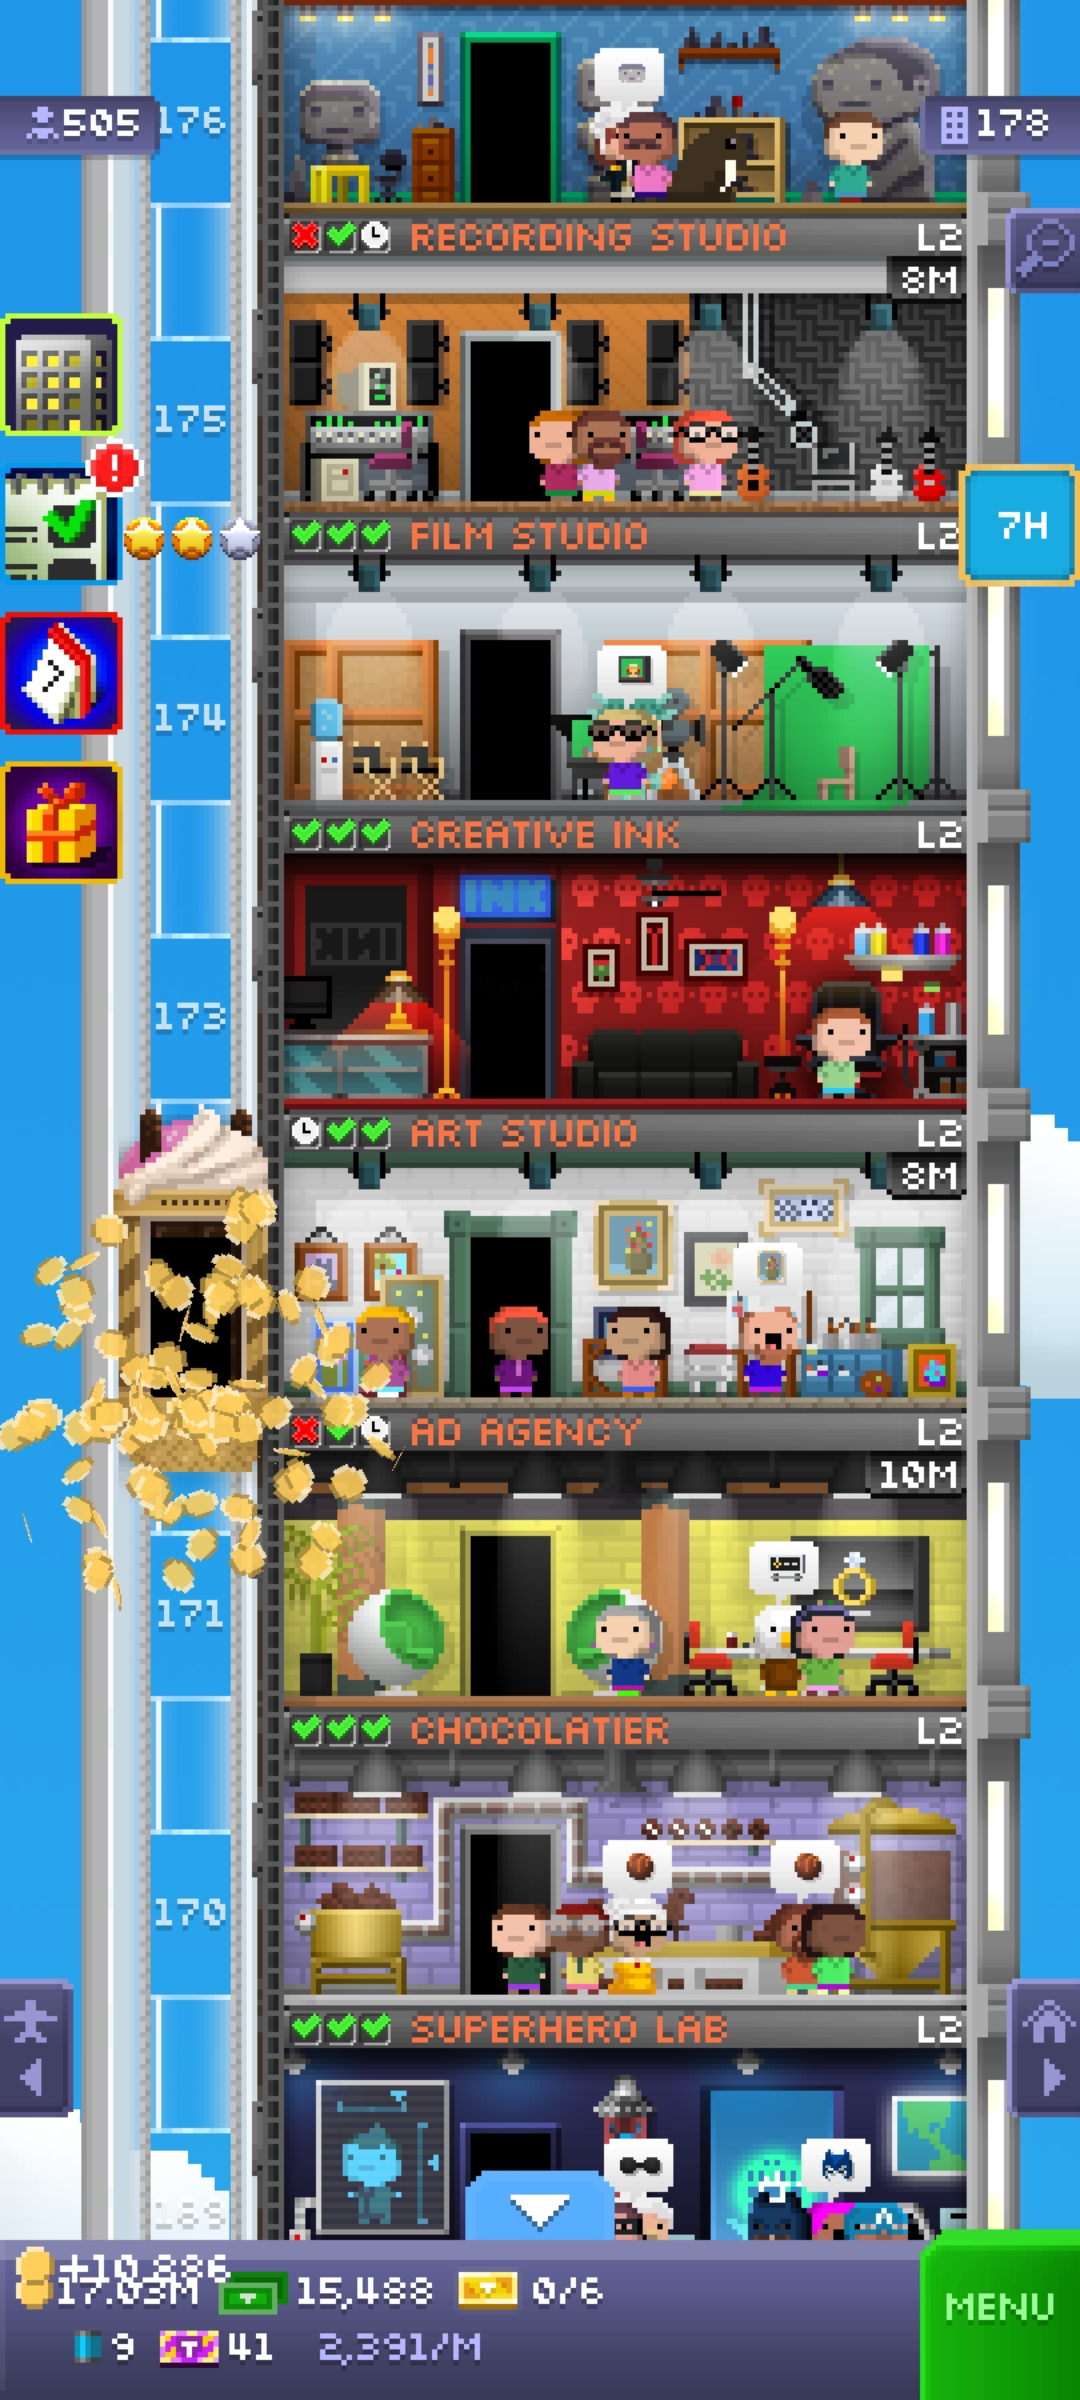 505
176
178
RECORDING STUDIO L2
8M
175
FILM STUDIO L2
7H
174
CREATIVE INK L2
INK
173
ART STUDIO L2
8M
AD AGENCY L2
10M
171
CHOCOLATIER L2
170
SUPERHERO LAB L2
169
+10,886
17.03M 15,488 0/6
MENU
9 41 2,391/M